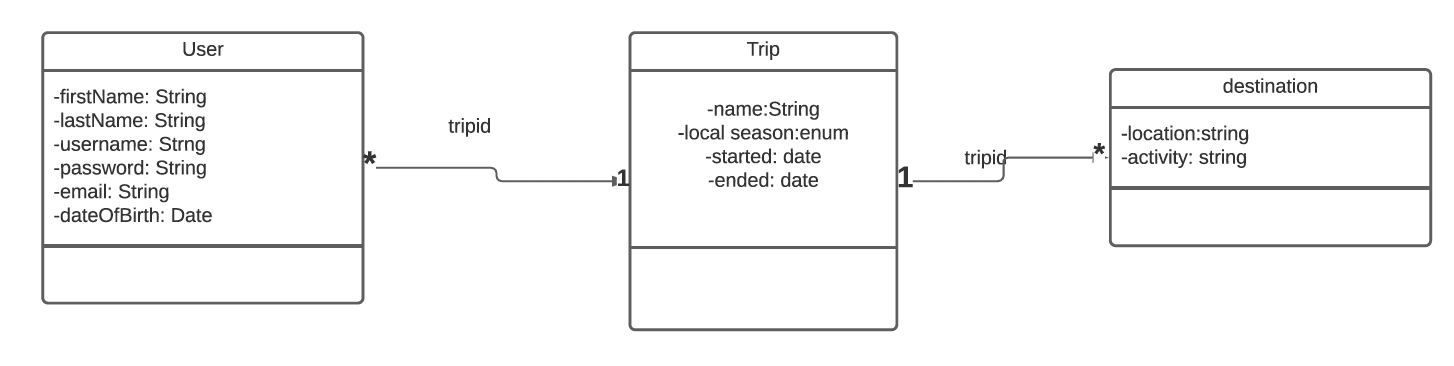 User
-firstName: String
-lastName: String
-username: Strng
-password: String
-email: String
-dateOfBirth: Date
*
tripid
1
Trip
-name:String
-local season:enum
-started: date
-ended: date
1
tripid
*
destination
-location:string
-activity: string